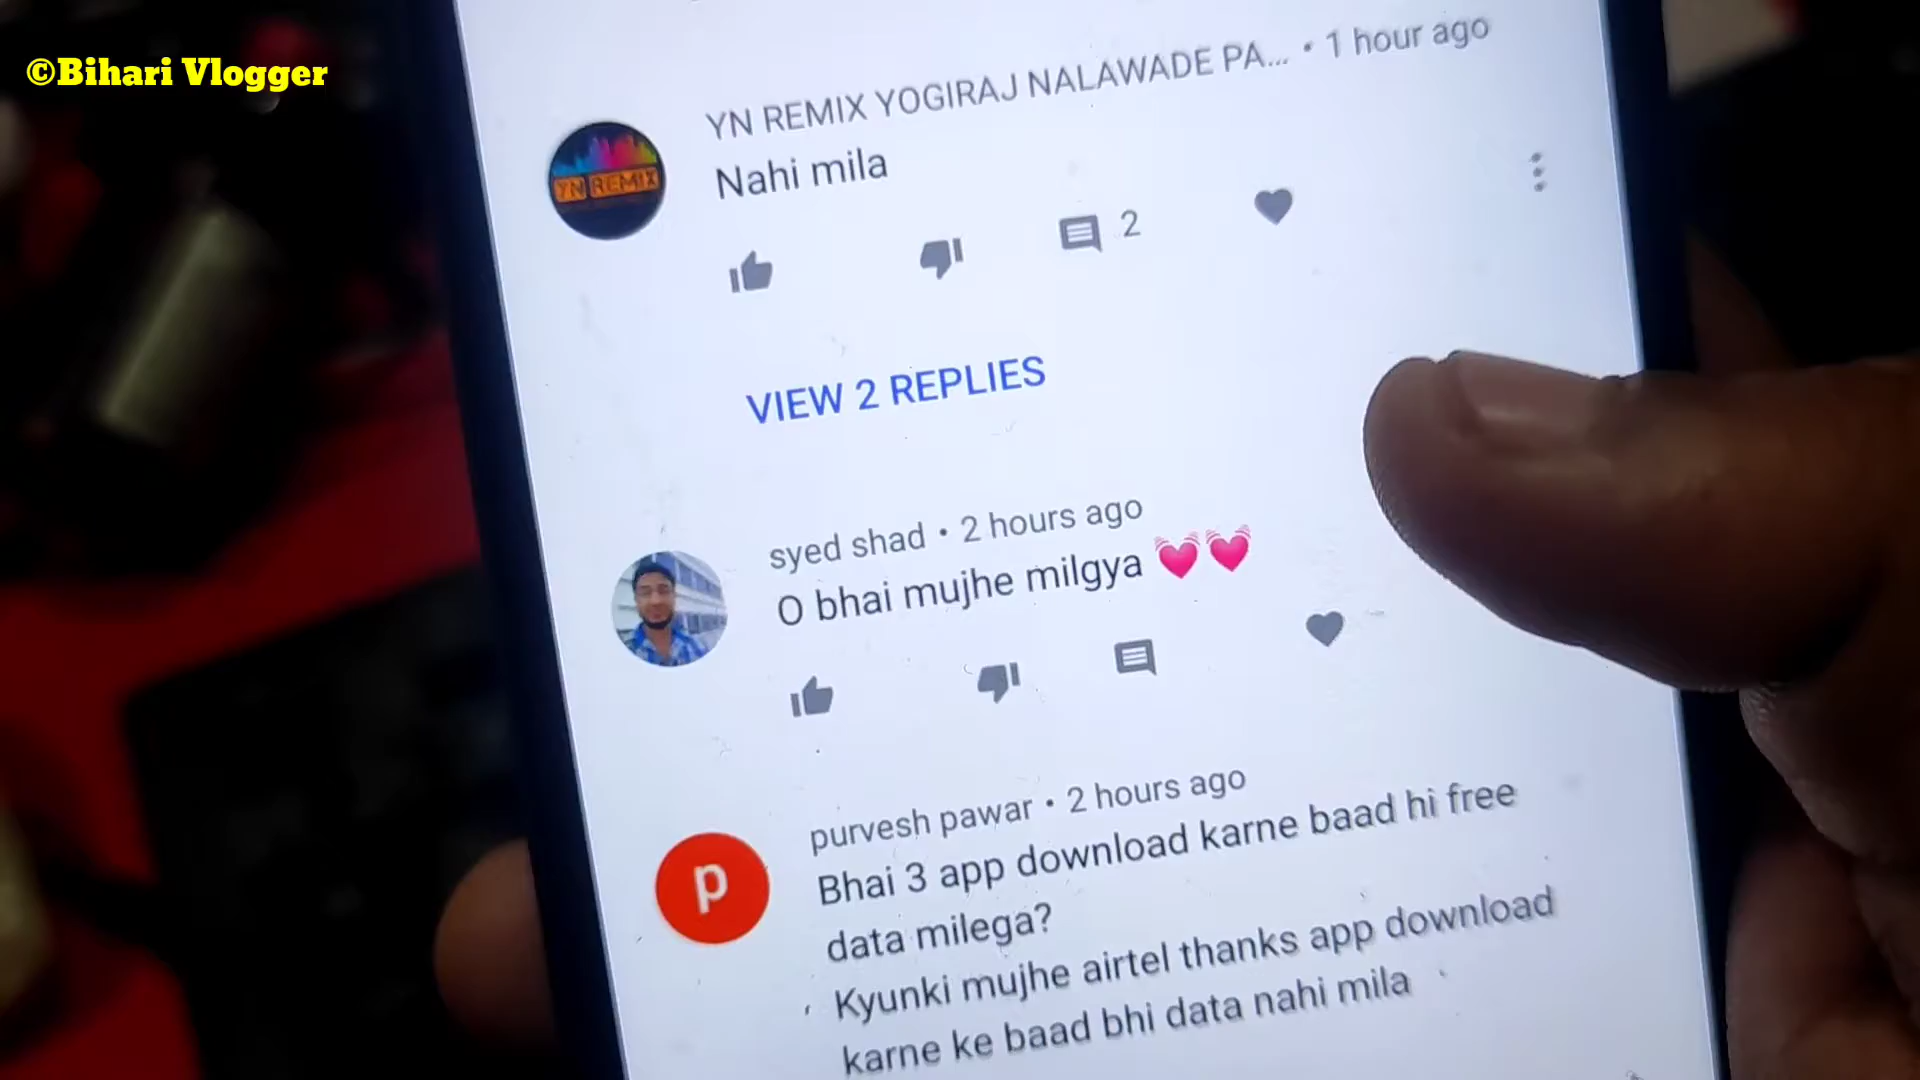 ©Bihari Vlogger
YN REMIX YOGIRAJ NALAWADE PA... • 1 hour ago
YN REMIX
Nahi mila
2
VIEW 2 REPLIES
syed shad • 2 hours ago
O bhai mujhe milgya 💓💓
purvesh pawar • 2 hours ago
p
Bhai 3 app download karne baad hi free
data milega?
Kyunki mujhe airtel thanks app download
karne ke baad bhi data nahi mila